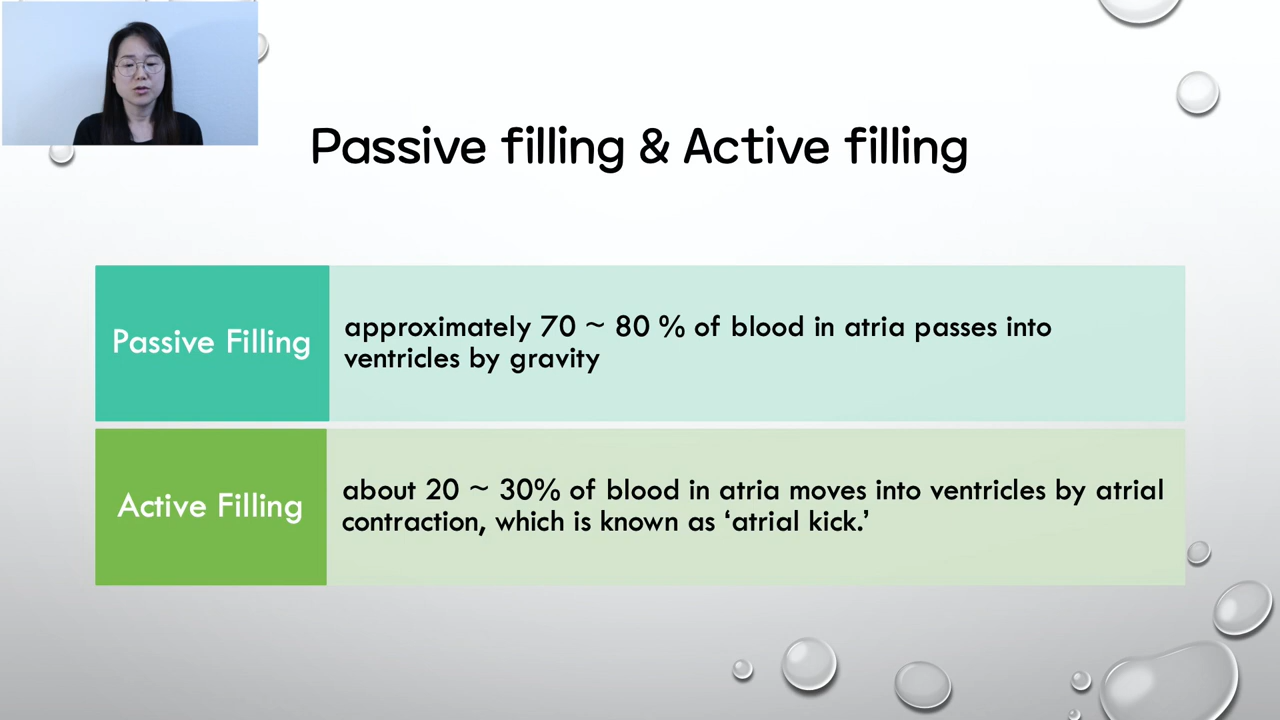 Passive filling & Active filling
Passive Filling
approximately 70 ~ 80 % of blood in atria passes into
ventricles by gravity
Active Filling
about 20 ~ 30% of blood in atria moves into ventricles by atrial
contraction, which is known as ‘atrial kick.’